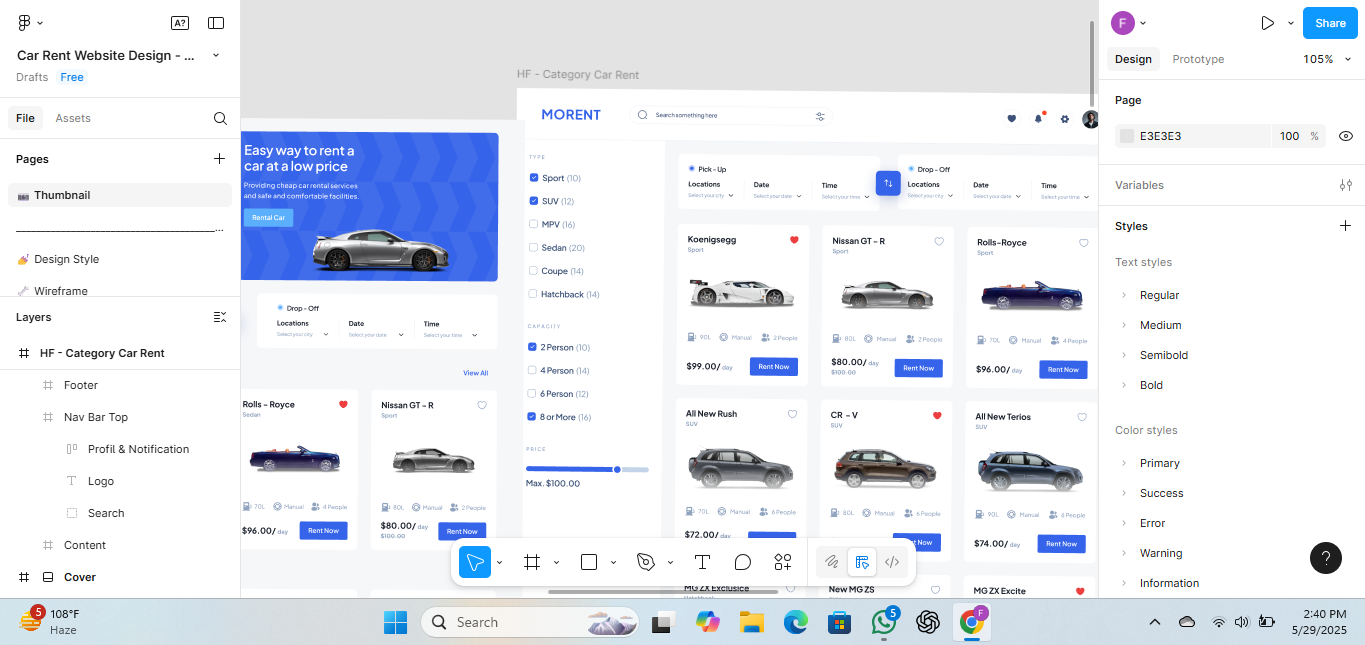 A?
Car Rent Website Design - ...
Drafts
Free
File
Assets
Pages
Thumbnail
Design Style
Wireframe
Layers
HF - Category Car Rent
Footer
Nav Bar Top
Profil & Notification
Logo
Search
Content
Cover
HF - Category Car Rent
Easy way to rent a
car at a low price
Providing cheap car rental services
and safe and comfortable facilities.
Rental Car
Drop - Off
Locations
Select your city
Date
Select your date
Time
Select your time
View All
Rolls - Royce
Sedan
70L
Manual
4 People
$96.00/ day
Rent Now
Nissan GT - R
Sport
80L
Manual
2 People
$80.00/ day
$100.00
Rent Now
MORENT
Search something here
TYPE
Sport (10)
SUV (12)
MPV (16)
Sedan (20)
Coupe (14)
Hatchback (14)
CAPACITY
2 Person (10)
4 Person (14)
6 Person (12)
8 or More (16)
PRICE
Max. $100.00
Pick - Up
Locations
Select your city
Date
Select your date
Time
Select your time
Drop - Off
Locations
Select your city
Date
Select your date
Time
Select your time
Koenigsegg
Sport
90L
Manual
2 People
$99.00/ day
Rent Now
Nissan GT - R
Sport
80L
Manual
2 People
$80.00/ day
$100.00
Rent Now
Rolls-Royce
Sport
70L
Manual
4 People
$96.00/ day
Rent Now
All New Rush
SUV
70L
Manual
6 People
$72.00/ day
CR - V
SUV
80L
Manual
6 People
Now
All New Terios
SUV
90L
Manual
6 People
$74.00/ day
Rent Now
MG ZX Exclusice
Hatchback
New MG ZS
MG ZX Excite
F
Share
Design
Prototype
105%
Page
E3E3E3
100
%
Variables
Styles
Text styles
Regular
Medium
Semibold
Bold
Color styles
Primary
Success
Error
Warning
Information
?
5
108°F
Haze
Search
5
F
2:40 PM
5/29/2025